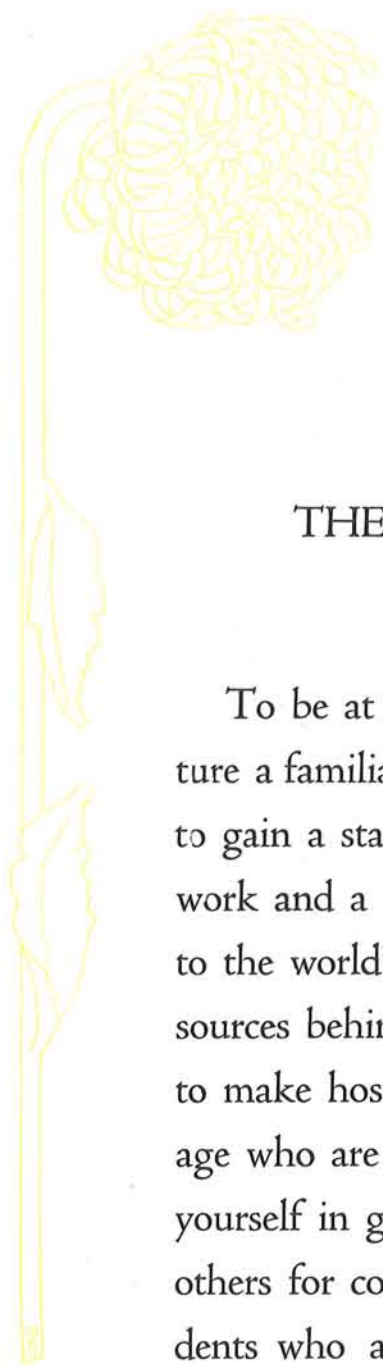 THE
To be at
ture a familia
to gain a sta
work and a
to the world
sources behin
to make hos
age who are
yourself in g
others for co
dents who a